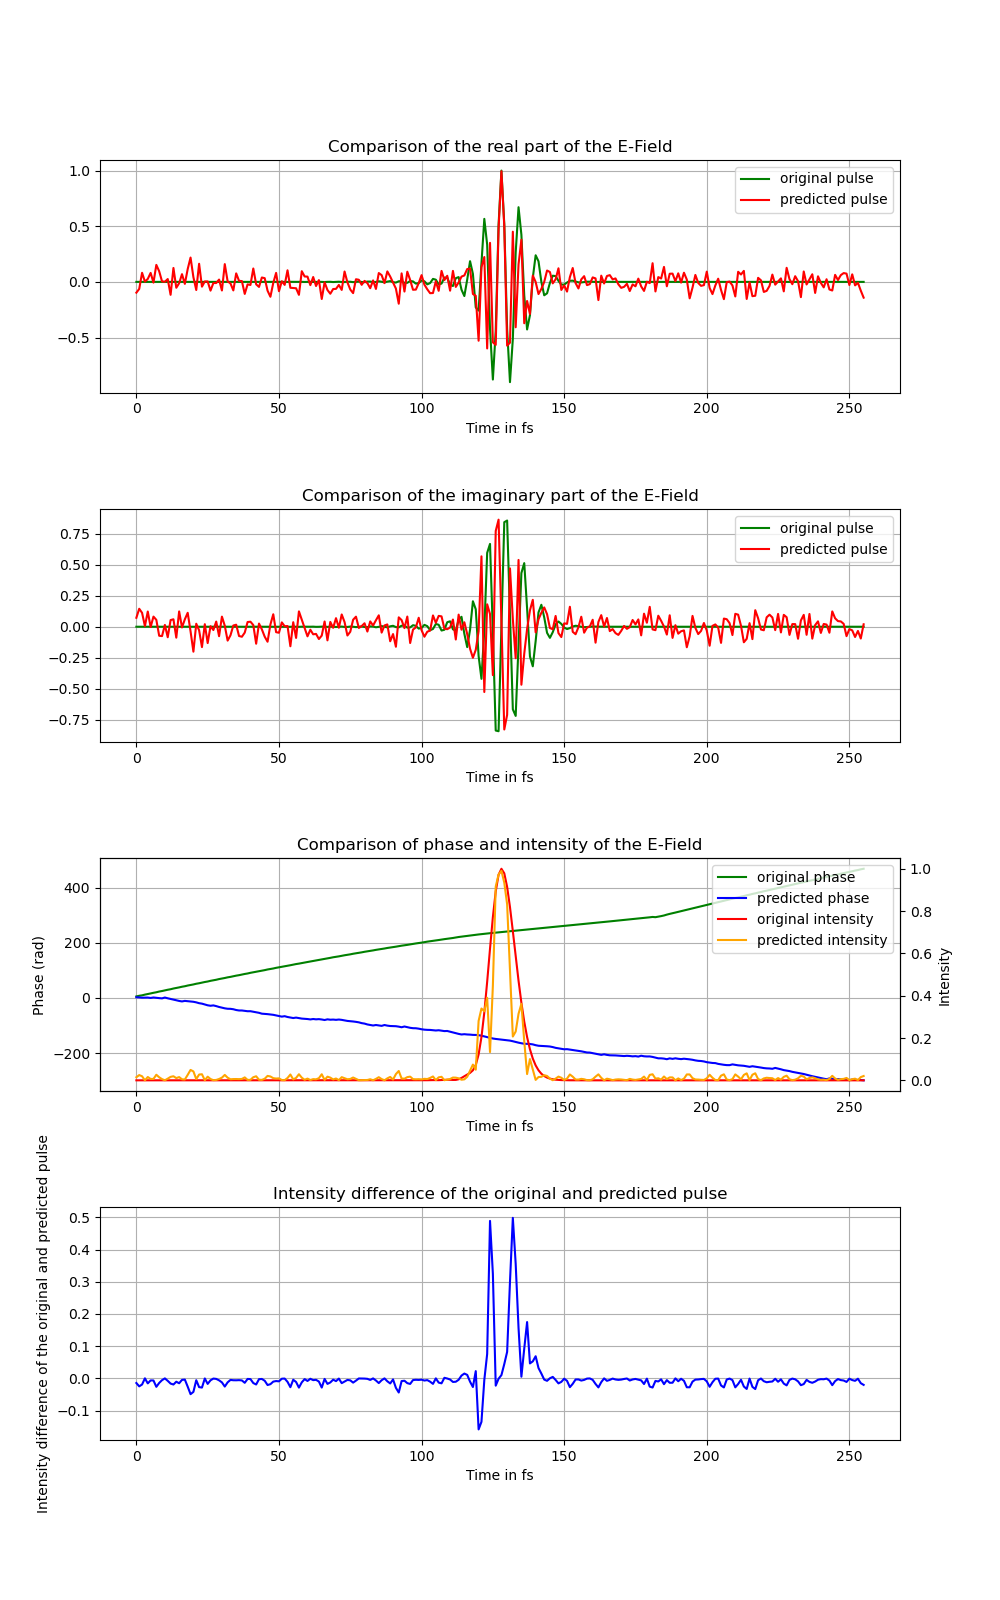 Comparison of the real part of the E-Field
1.0
0.5
0.0
−0.5
original pulse
predicted pulse
0 50 100 150 200 250
Time in fs
Comparison of the imaginary part of the E-Field
0.75
0.50
0.25
0.00
−0.25
−0.50
−0.75
original pulse
predicted pulse
0 50 100 150 200 250
Time in fs
Comparison of phase and intensity of the E-Field
Phase (rad)
400
200
0
−200
original phase
predicted phase
original intensity
predicted intensity
1.0
0.8
0.6
0.4
0.2
0.0
Intensity
0 50 100 150 200 250
Time in fs
Intensity difference of the original and predicted pulse
Intensity difference of the original and predicted pulse
0.5
0.4
0.3
0.2
0.1
0.0
−0.1
0 50 100 150 200 250
Time in fs